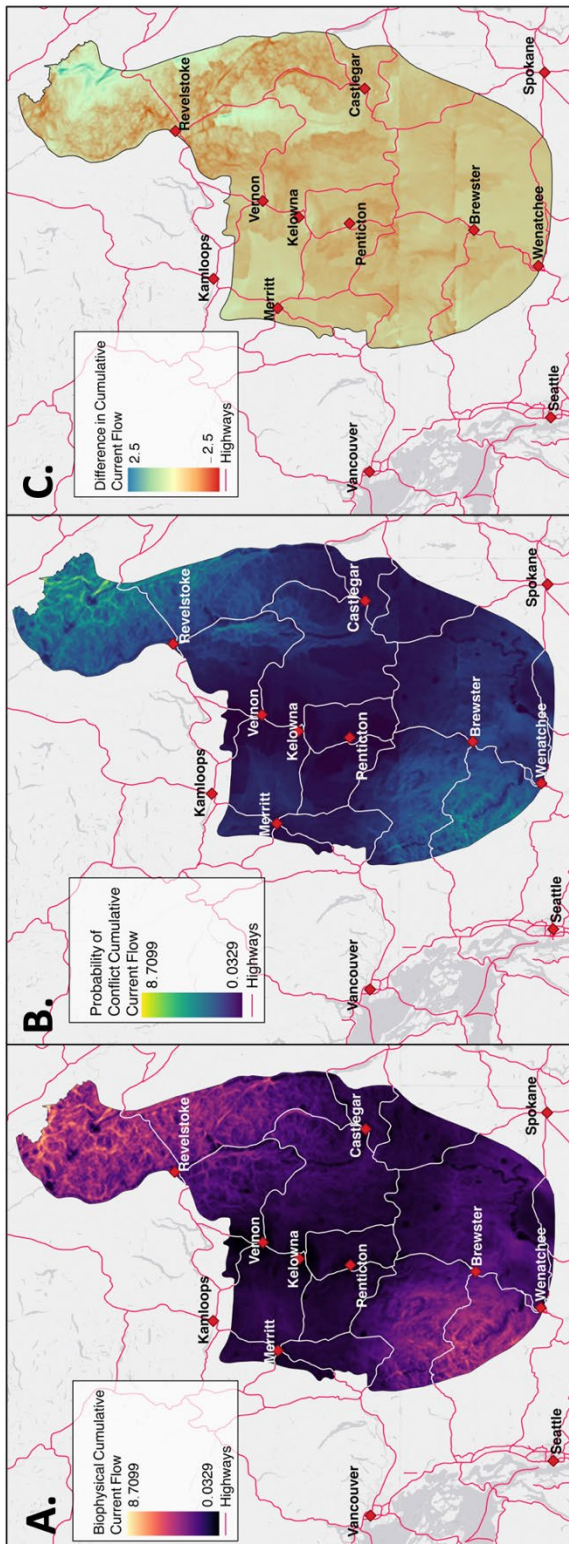 A.
Biophysical Cumulative
Current Flow
8.7099
0.0329
Highways
Kamloops
Revelstoke
Vernon
Merritt
Kelowna
Penticton
Castlegar
Vancouver
Brewster
Wenatchee
Seattle
Spokane
B.
Probability of
Conflict Cumulative
Current Flow
8.7099
0.0329
Highways
Kamloops
Revelstoke
Vernon
Merritt
Kelowna
Penticton
Castlegar
Vancouver
Brewster
Wenatchee
Seattle
Spokane
C.
Difference in Cumulative
Current Flow
2.5
-2.5
Highways
Kamloops
Revelstoke
Vernon
Merritt
Kelowna
Penticton
Castlegar
Vancouver
Brewster
Wenatchee
Seattle
Spokane